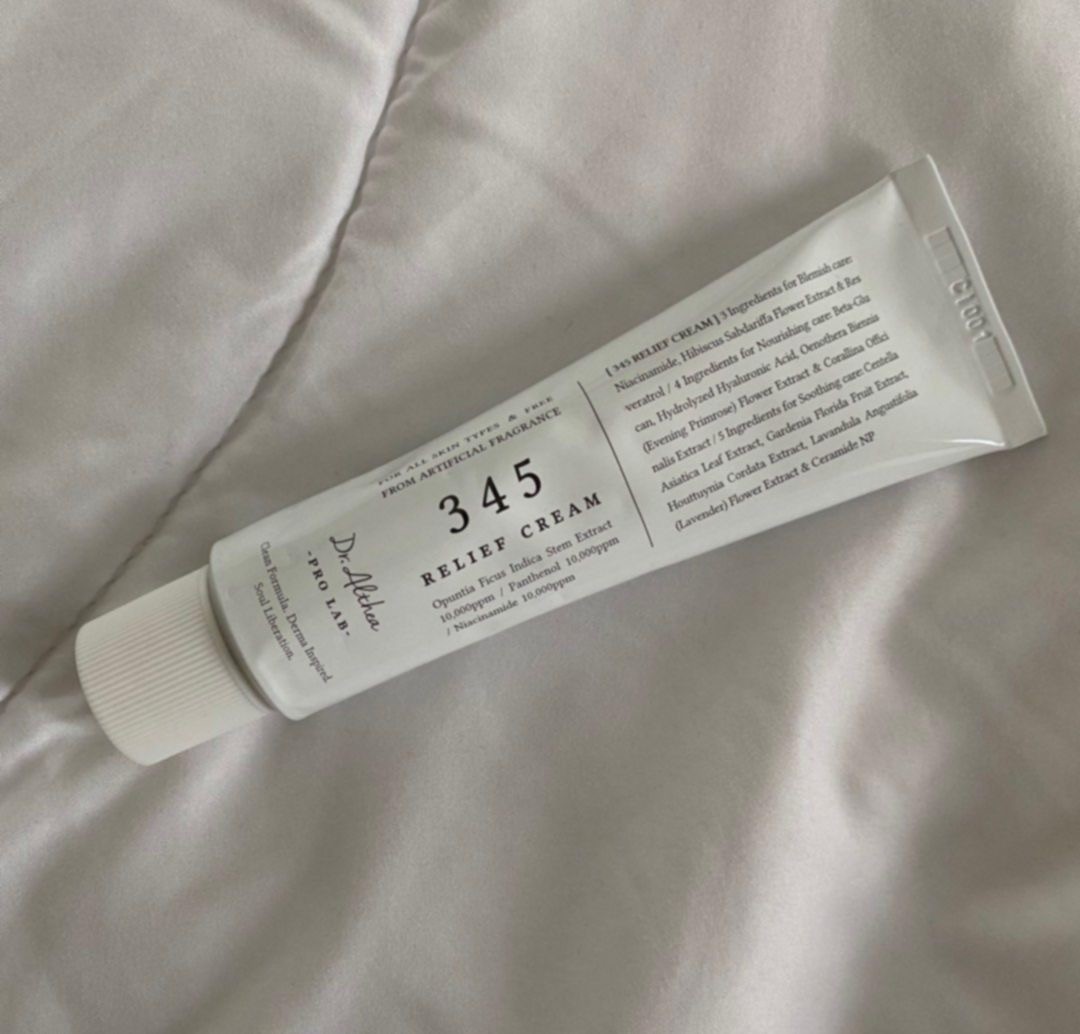 FOR ALL SKIN TYPES & FREE
FROM ARTIFICIAL FRAGRANCE
345
RELIEF CREAM
Opuntia Ficus Indica Stem Extract
10,000ppm / Panthenol 10,000ppm
/ Niacinamide 10,000ppm
Dr.Althea
-PRO LAB-
Clean Formula, Derma Inspired
Soul Liberation.
[ 345 RELIEF CREAM ] 3 Ingredients for Blemish care:
Niacinamide, Hibiscus Sabdariffa Flower Extract & Res
veratrol / 4 Ingredients for Nourishing care: Beta-Glu
can, Hydrolyzed Hyaluronic Acid, Oenothera Biennis
(Evening Primrose) Flower Extract & Corallina Offici
nalis Extract / 5 Ingredients for Soothing care: Centella
Asiatica Leaf Extract, Gardenia Florida Fruit Extract,
Houttuynia Cordata Extract, Lavandula Angustifolia
(Lavender) Flower Extract & Ceramide NP